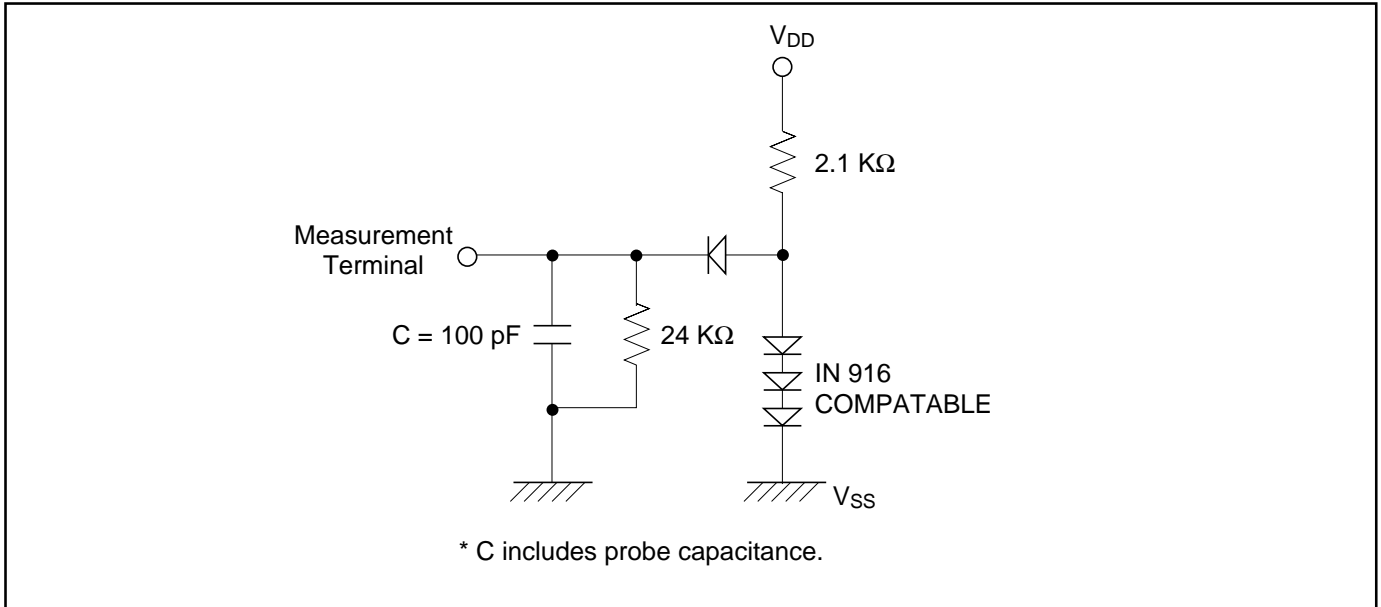 VDD
2.1 KΩ
Measurement
Terminal
C = 100 pF
24 KΩ
IN 916
COMPATABLE
VSS
* C includes probe capacitance.